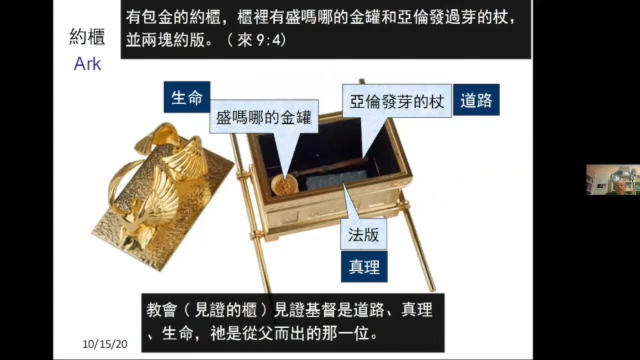 有包金的約櫃，櫃裡有盛嗎哪的金罐和亞倫發過芽的杖，
並兩塊約版。（來 9:4）
約櫃
Ark
生命
盛嗎哪的金罐
亞倫發芽的杖
道路
法版
真理
教會（見證的櫃）見證基督是道路、真理
、生命，祂是從父而出的那一位。
10/15/20